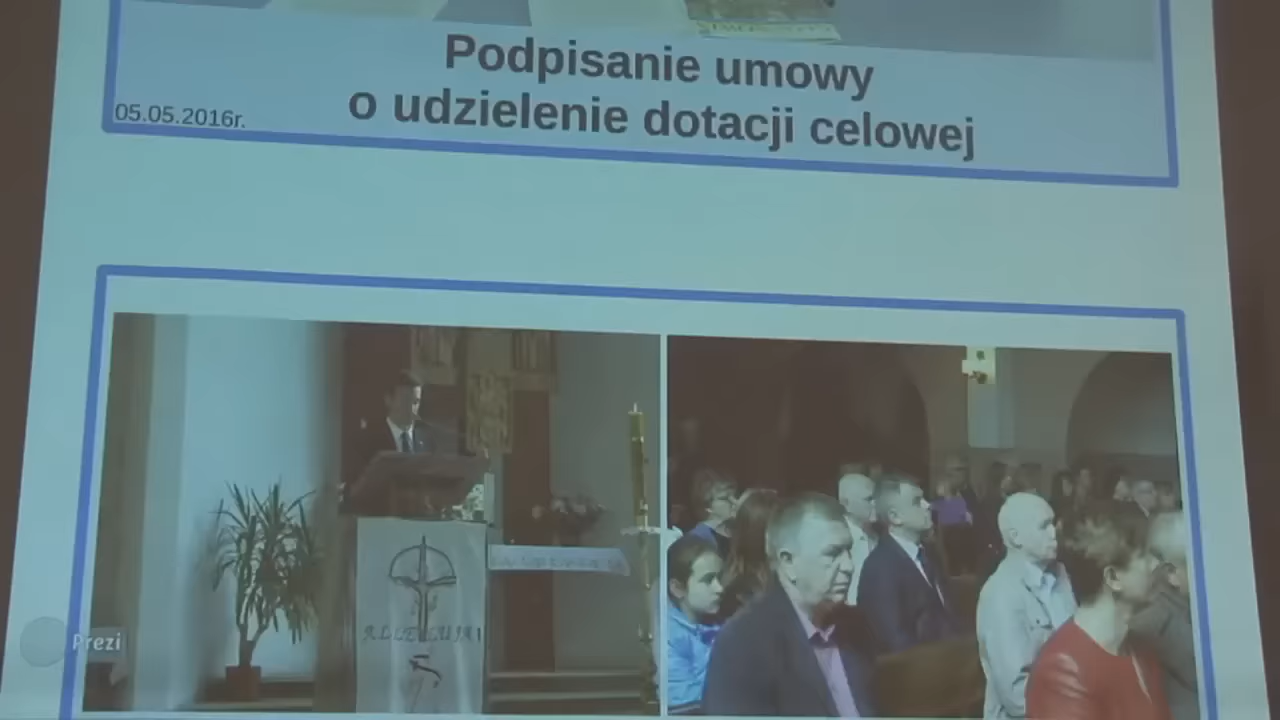 Podpisanie umowy
o udzielenie dotacji celowej
05.05.2016r.
ALLELUJA!
Prezi